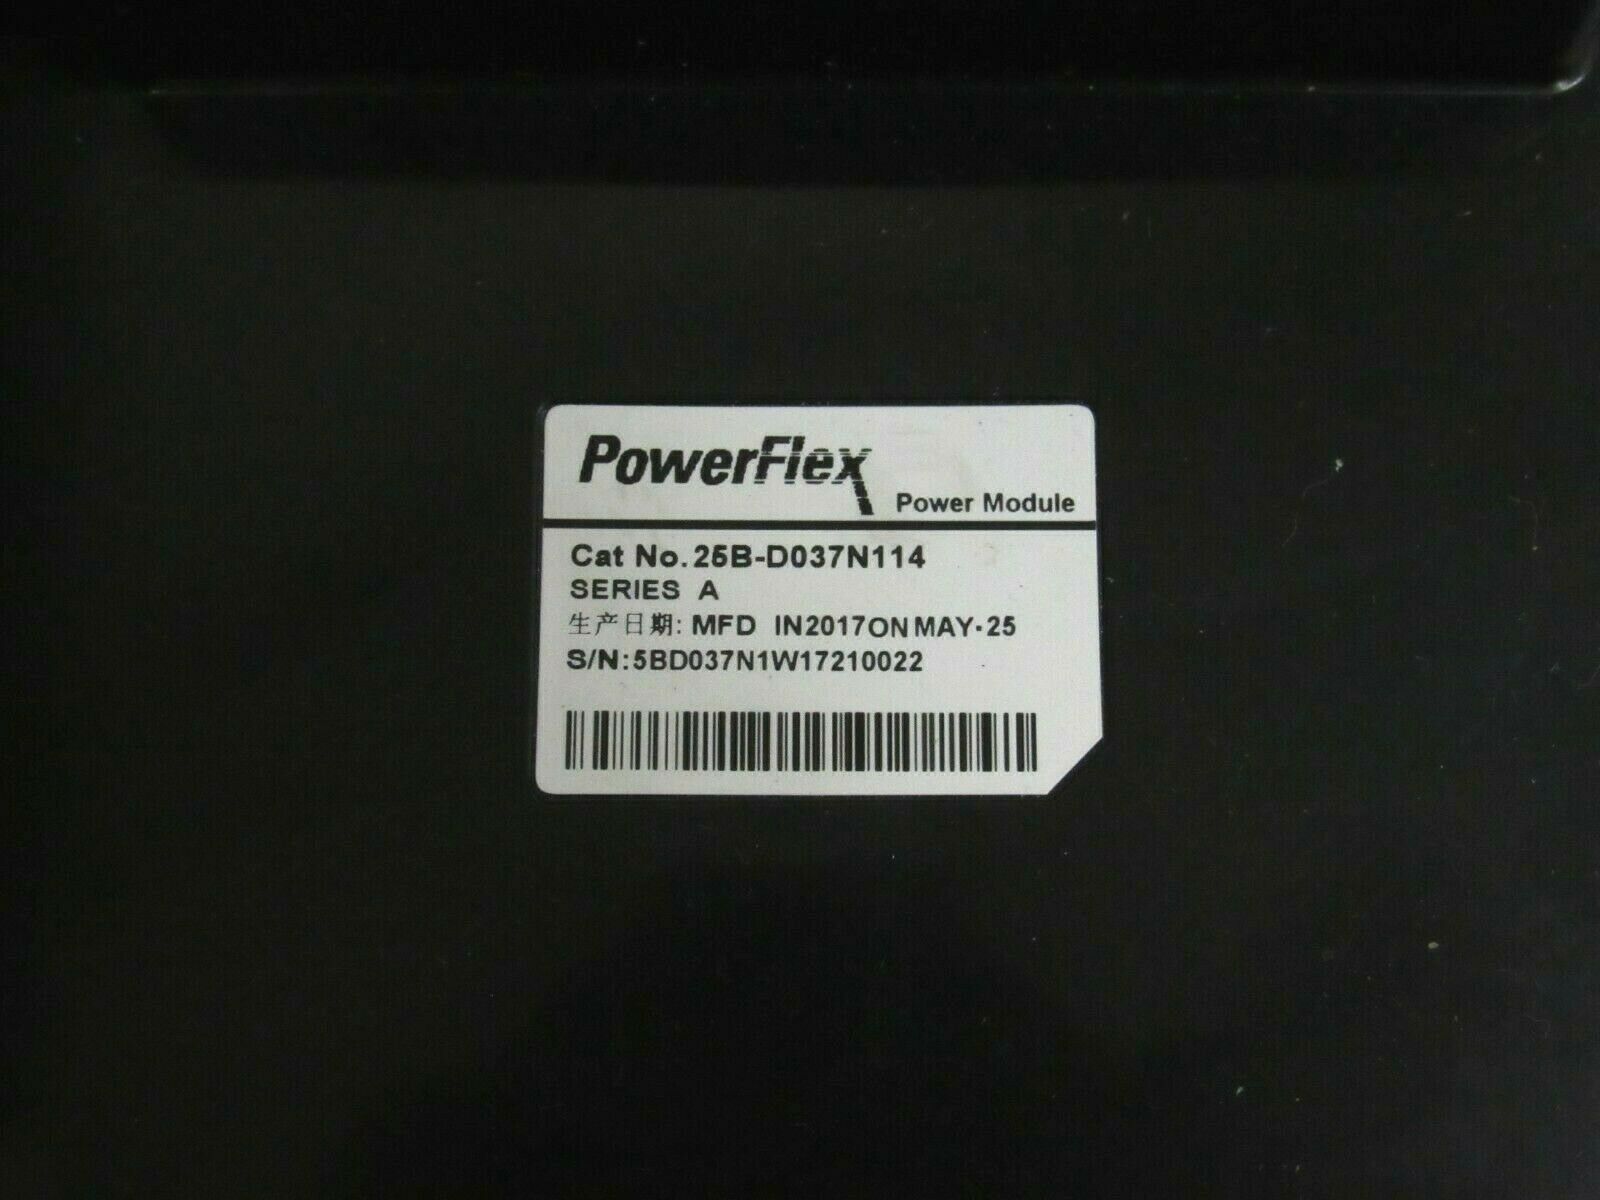 PowerFlex
Power Module
Cat No. 25B-D037N114
SERIES A
生产日期: MFD IN2017ON MAY-25
S/N:5BD037N1W17210022